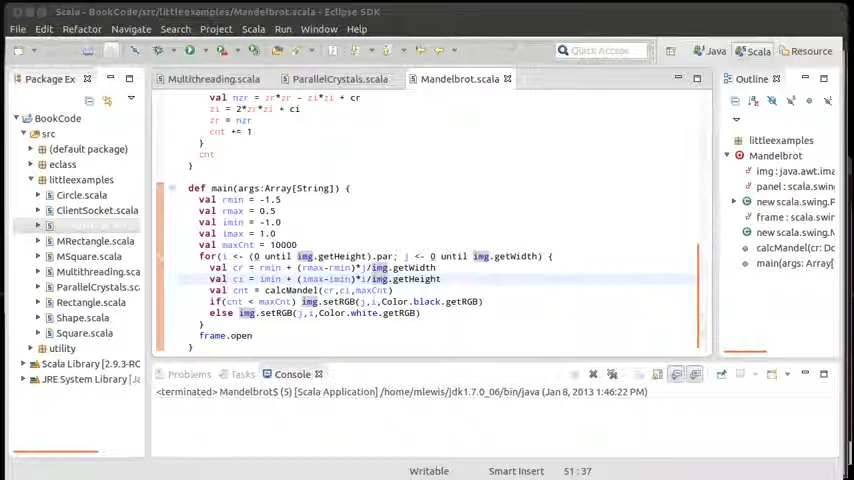 Scala - BookCode/src/littleexamples/Mandelbrot.scala - Eclipse SDK
File Edit Refactor Navigate Search Project Scala Run Window Help
Quick Access Java Scala Resource
Package Ex Multithreading.scala ParallelCrystals.scala Mandelbrot.scala Outline
BookCode
src
(default package)
eclass
littleexamples
Circle.scala
ClientSocket.scala
MRectangle.scala
MSquare.scala
Multithreading.scala
ParallelCrystals.scala
Rectangle.scala
Shape.scala
Square.scala
utility
Scala Library [2.9.3-RC
JRE System Library [Ja
val nzr = zr*zr - zi*zi + cr
zi = 2*zr*zi + ci
zr = nzr
cnt += 1
}
cnt
}
def main(args:Array[String]) {
val rmin = -1.5
val rmax = 0.5
val imin = -1.0
val imax = 1.0
val maxCnt = 10000
for(i <- (0 until img.getHeight).par; j <- 0 until img.getWidth) {
val cr = rmin + (rmax-rmin)*j/img.getWidth
val ci = imin + (imax-imin)*i/img.getHeight
val cnt = calcMandel(cr,ci,maxCnt)
if(cnt < maxCnt) img.setRGB(j,i,Color.black.getRGB)
else img.setRGB(j,i,Color.white.getRGB)
}
frame.open
}
littleexamples
Mandelbrot
img : java.awt.ima
panel : scala.swing
new scala.swing.
frame : scala.swing
new scala.swing.
calcMandel(cr: Do
main(args: Array[
Problems Tasks Console
<terminated> Mandelbrot$ (5) [Scala Application] /home/mlewis/jdk1.7.0_06/bin/java (Jan 8, 2013 1:46:22 PM)
Writable Smart Insert 51 : 37